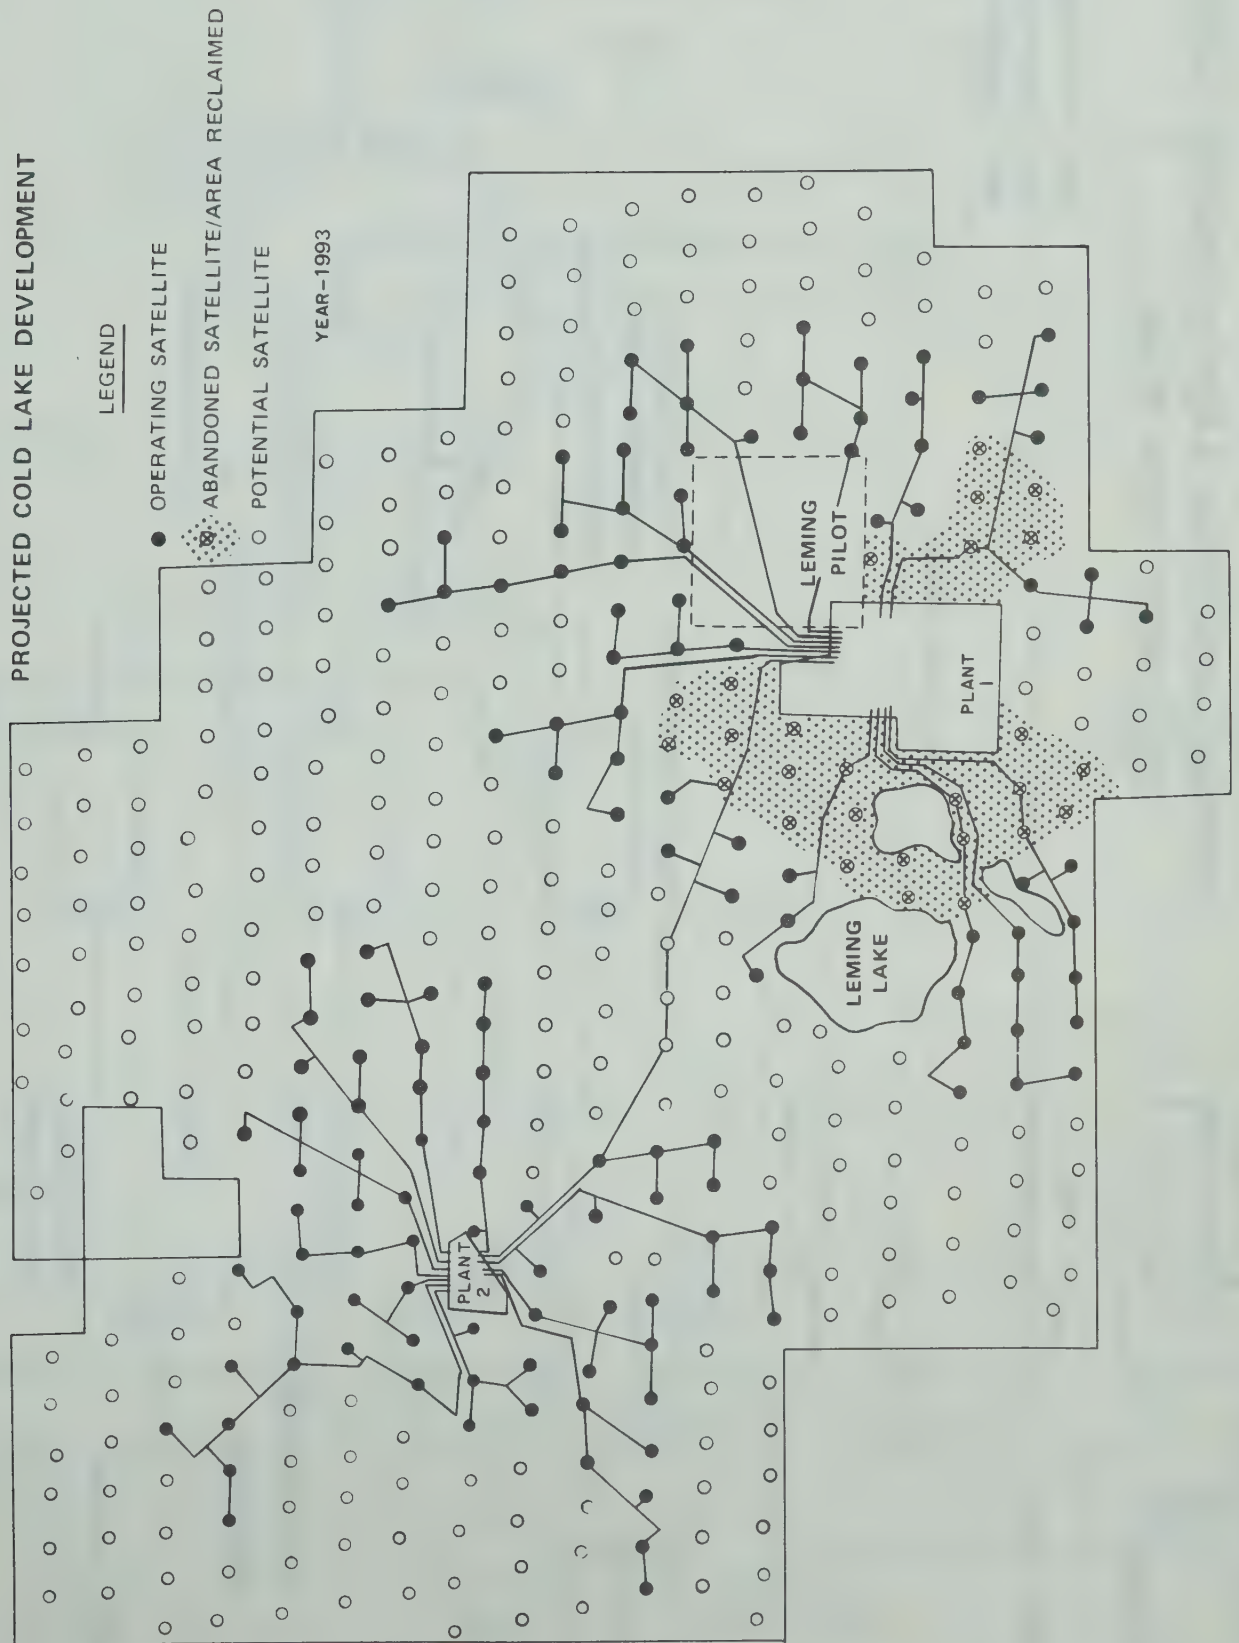 PROJECTED COLD LAKE DEVELOPMENT
LEGEND
OPERATING SATELLITE
ABANDONED SATELLITE/AREA RECLAIMED
POTENTIAL SATELLITE
YEAR-1993
LEMING
PILOT
PLANT
1
LEMING
LAKE
PLANT
2